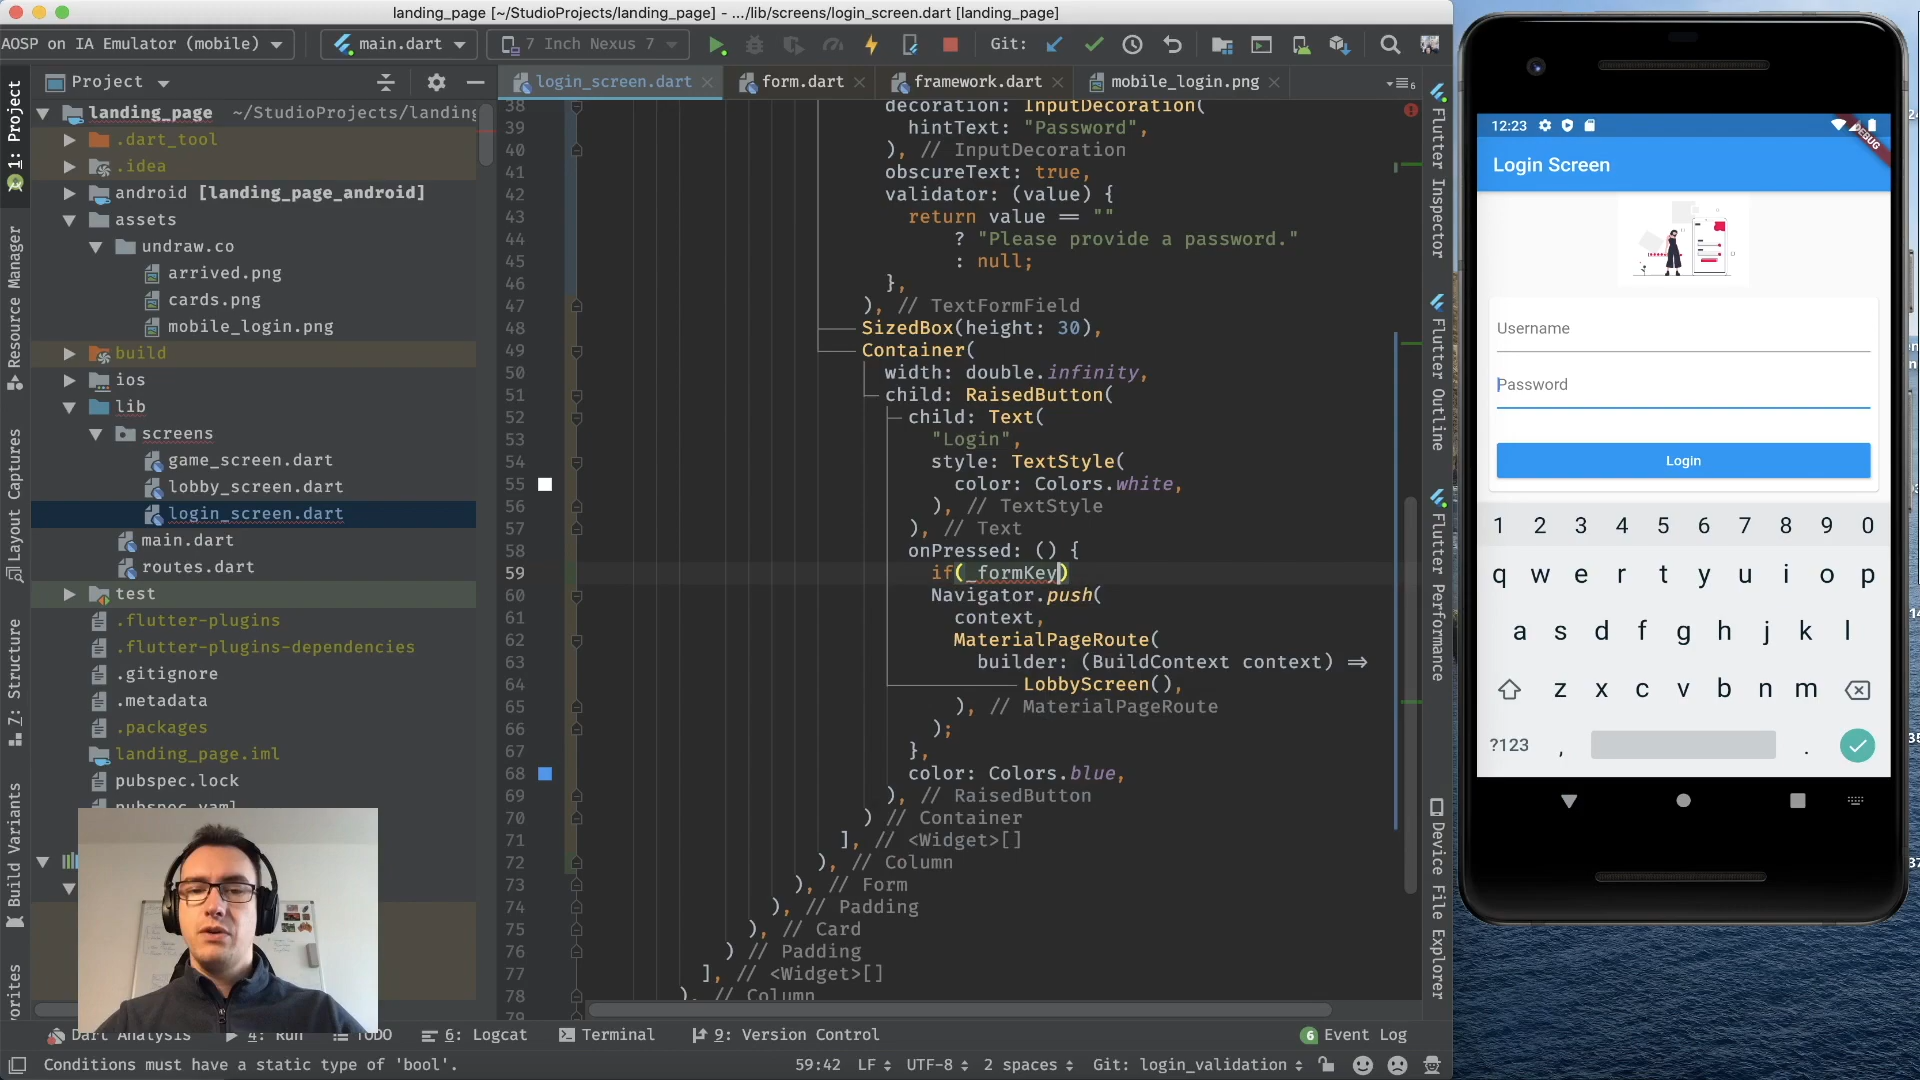 landing_page [~/StudioProjects/landing_page] - .../lib/screens/login_screen.dart [landing_page]
AOSP on IA Emulator (mobile)
main.dart
7 Inch Nexus 7
Git:
1: Project
Resource Manager
Layout Captures
7: Structure
Build Variants
Project
landing_page ~/StudioProjects/landing
.dart_tool
.idea
android [landing_page_android]
assets
undraw.co
arrived.png
cards.png
mobile_login.png
build
ios
lib
screens
game_screen.dart
lobby_screen.dart
login_screen.dart
main.dart
routes.dart
test
.flutter-plugins
.flutter-plugins-dependencies
.gitignore
.metadata
.packages
landing_page.iml
pubspec.lock
pubspec.yaml
login_screen.dart
form.dart
framework.dart
mobile_login.png
38 decoration: InputDecoration(
39 hintText: "Password",
40 ), // InputDecoration
41 obscureText: true,
42 validator: (value) {
43 return value == ""
44 ? "Please provide a password."
45 : null;
46 },
47 ), // TextFormField
48 SizedBox(height: 30),
49 Container(
50 width: double.infinity,
51 child: RaisedButton(
52 child: Text(
53 "Login",
54 style: TextStyle(
55 color: Colors.white,
56 ), // TextStyle
57 ), // Text
58 onPressed: () {
59 if(_formKey)
60 Navigator.push(
61 context,
62 MaterialPageRoute(
63 builder: (BuildContext context) =>
64 LobbyScreen(),
65 ), // MaterialPageRoute
66 );
67 },
68 color: Colors.blue,
69 ), // RaisedButton
70 ) // Container
71 ], // <Widget>[]
72 ), // Column
73 ), // Form
74 ), // Padding
75 ), // Card
76 ) // Padding
77 ], // <Widget>[]
78 ), // Column
79
Flutter Inspector
Flutter Outline
Flutter Performance
Device File Explorer
Dart Analysis
4: Run
TODO
6: Logcat
Terminal
9: Version Control
6 Event Log
Conditions must have a static type of 'bool'.
59:42 LF UTF-8 2 spaces Git: login_validation
12:23
DEBUG
Login Screen
Username
Password
Login
1 2 3 4 5 6 7 8 9 0
q w e r t y u i o p
a s d f g h j k l
z x c v b n m
?123 , .